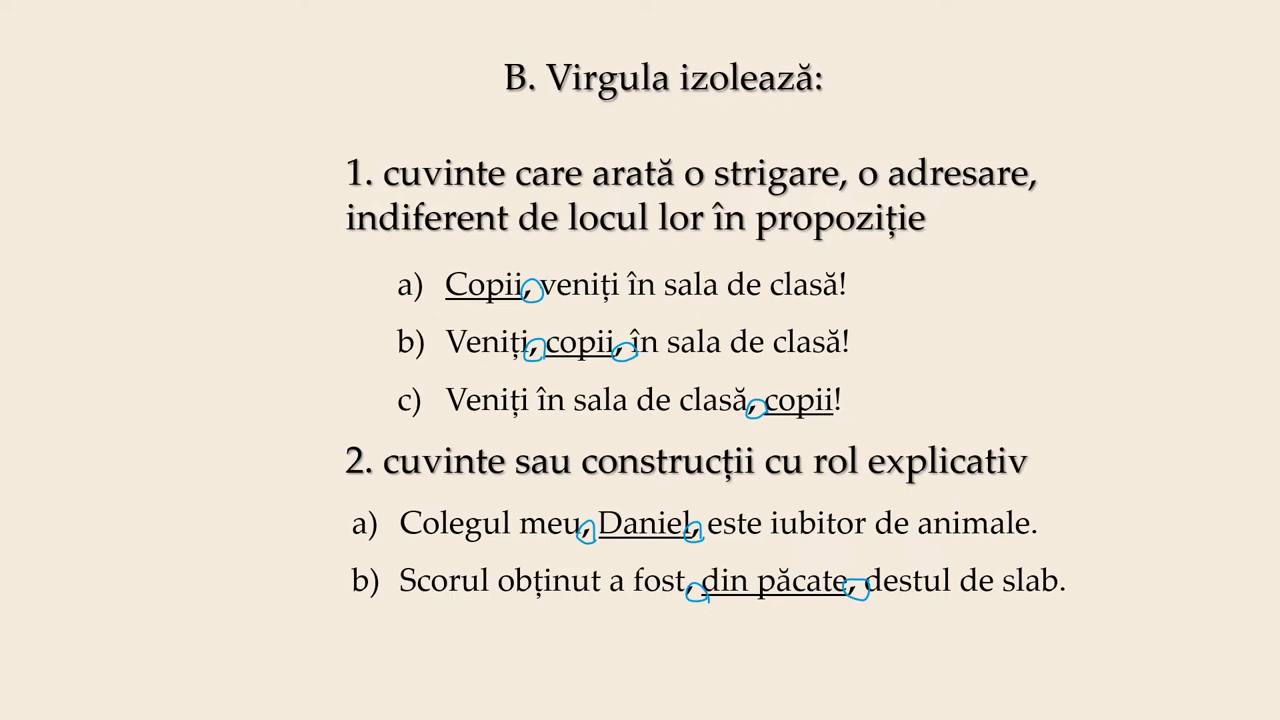 B. Virgula izolează:
1. cuvinte care arată o strigare, o adresare,
indiferent de locul lor în propoziție
a) Copii, veniți în sala de clasă!
b) Veniți, copii, în sala de clasă!
c) Veniți în sala de clasă, copii!
2. cuvinte sau construcții cu rol explicativ
a) Colegul meu, Daniel, este iubitor de animale.
b) Scorul obținut a fost, din păcate, destul de slab.